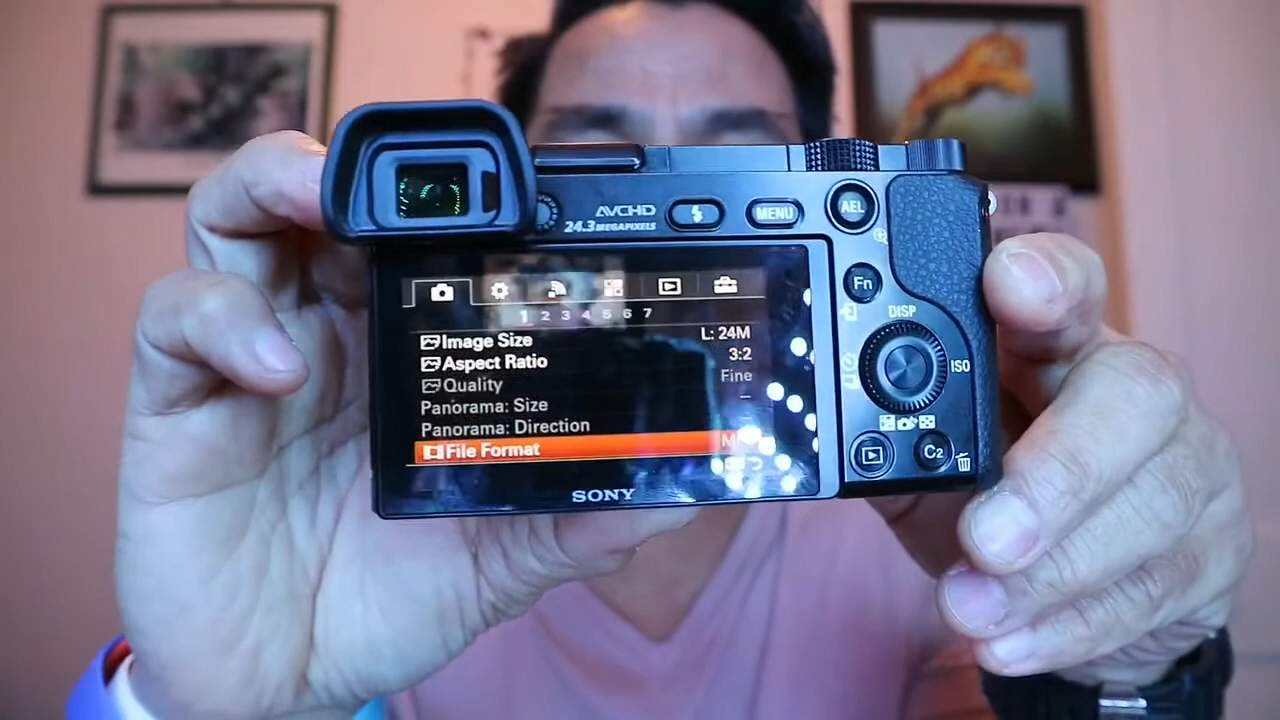 AVCHD
24.3 MEGAPIXELS
MENU
AEL
Fn
DISP
ISO
1 2 3 4 5 6 7
Image Size L: 24M
Aspect Ratio 3:2
Quality Fine
Panorama: Size —
Panorama: Direction
File Format
SONY
C2